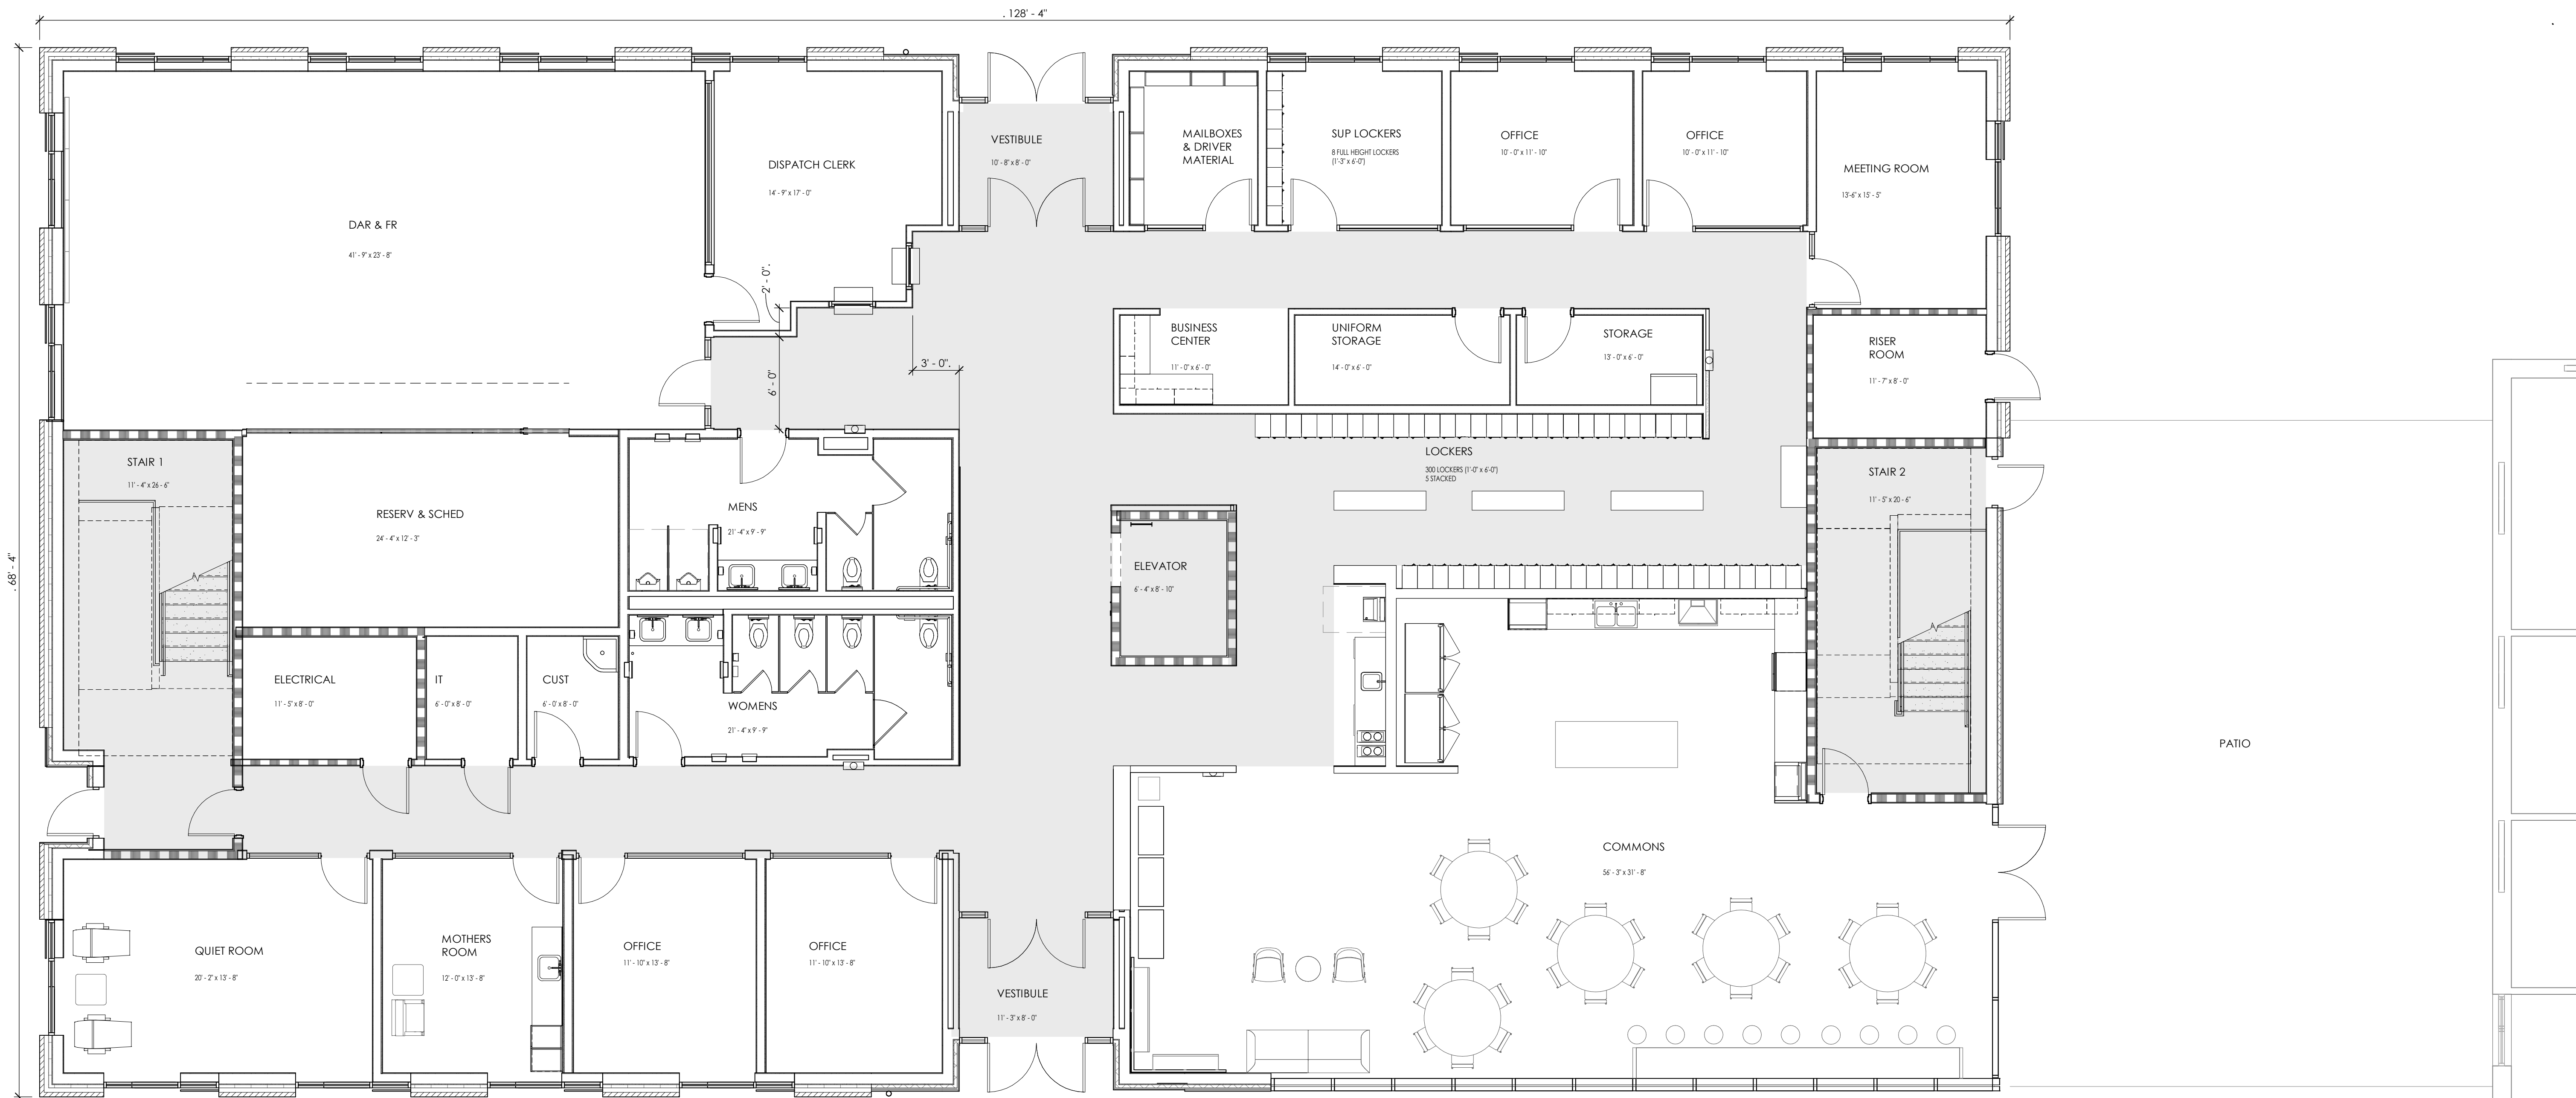 . 128' - 4"
. 68' - 4"
DAR & FR
41' - 9" x 23' - 8"
DISPATCH CLERK
14' - 9" x 17' - 0"
2' - 0".
6' - 0"
3' - 0".
VESTIBULE
10' - 8" x 8' - 0"
MAILBOXES
& DRIVER
MATERIAL
SUP LOCKERS
8 FULL HEIGHT LOCKERS
(1'-3" x 6'-0")
OFFICE
10' - 0" x 11' - 10"
OFFICE
10' - 0" x 11' - 10"
MEETING ROOM
13'-6" x 15' - 5"
BUSINESS
CENTER
11' - 0" x 6' - 0"
UNIFORM
STORAGE
14' - 0" x 6' - 0"
STORAGE
13' - 0" x 6' - 0"
RISER
ROOM
11' - 7" x 8' - 0"
STAIR 1
11' - 4" x 26 - 6"
RESERV & SCHED
24' - 4" x 12' - 3"
MENS
21' -4" x 9' - 9"
LOCKERS
300 LOCKERS (1'-0" x 6'-0")
5 STACKED
STAIR 2
11' - 5" x 20 - 6"
ELEVATOR
6' - 4" x 8' - 10"
ELECTRICAL
11' - 5" x 8' - 0"
IT
6' - 0" x 8' - 0"
CUST
6' - 0' x 8' - 0"
WOMENS
21' - 4" x 9' - 9"
PATIO
COMMONS
56' - 3" x 31' - 8"
QUIET ROOM
20' - 2" x 13' - 8"
MOTHERS
ROOM
12' - 0" x 13' - 8"
OFFICE
11' - 10" x 13' - 8"
OFFICE
11' - 10" x 13' - 8"
VESTIBULE
11' - 3" x 8' - 0"